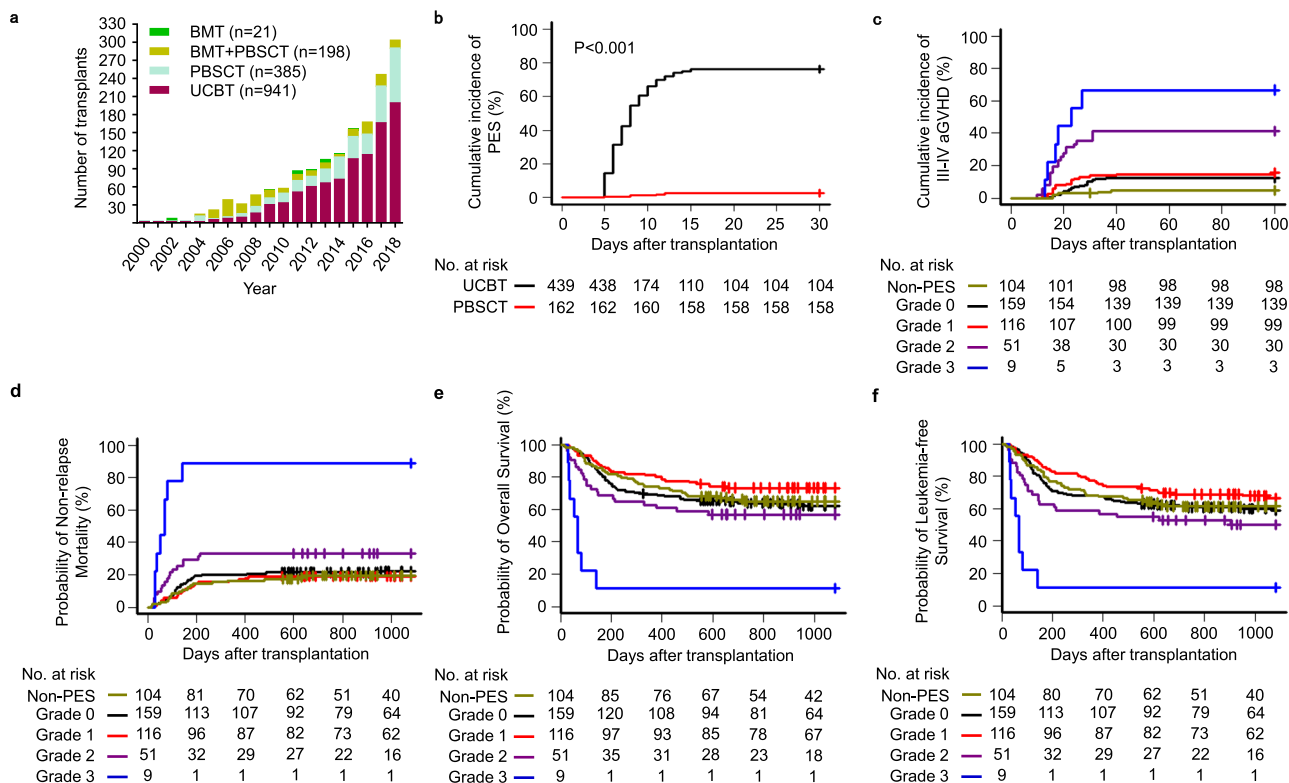 a
Number of transplants
330
300
270
240
210
180
150
120
90
60
30
BMT (n=21)
BMT+PBSCT (n=198)
PBSCT (n=385)
UCBT (n=941)
2000 2002 2004 2006 2008 2010 2012 2014 2016 2018
Year
b
Cumulative incidence of
PES (%)
P<0.001
100
80
60
40
20
0
0 5 10 15 20 25 30
Days after transplantation
No. at risk
UCBT 439 438 174 110 104 104 104
PBSCT 162 162 160 158 158 158 158
c
Cumulative incidence of
III-IV aGVHD (%)
100
80
60
40
20
0
0 20 40 60 80 100
Days after transplantation
No. at risk
Non-PES 104 101 98 98 98 98
Grade 0 159 154 139 139 139 139
Grade 1 116 107 100 99 99 99
Grade 2 51 38 30 30 30 30
Grade 3 9 5 3 3 3 3
d
Probability of Non-relapse
Mortality (%)
100
80
60
40
20
0
0 200 400 600 800 1000
Days after transplantation
No. at risk
Non-PES 104 81 70 62 51 40
Grade 0 159 113 107 92 79 64
Grade 1 116 96 87 82 73 62
Grade 2 51 32 29 27 22 16
Grade 3 9 1 1 1 1 1
e
Probability of Overall Survival (%)
100
80
60
40
20
0
0 200 400 600 800 1000
Days after transplantation
No. at risk
Non-PES 104 85 76 67 54 42
Grade 0 159 120 108 94 81 64
Grade 1 116 97 93 85 78 67
Grade 2 51 35 31 28 23 18
Grade 3 9 1 1 1 1 1
f
Probability of Leukemia-free
Survival (%)
100
80
60
40
20
0
0 200 400 600 800 1000
Days after transplantation
No. at risk
Non-PES 104 80 70 62 51 40
Grade 0 159 113 107 92 79 64
Grade 1 116 96 87 82 73 62
Grade 2 51 32 29 27 22 16
Grade 3 9 1 1 1 1 1